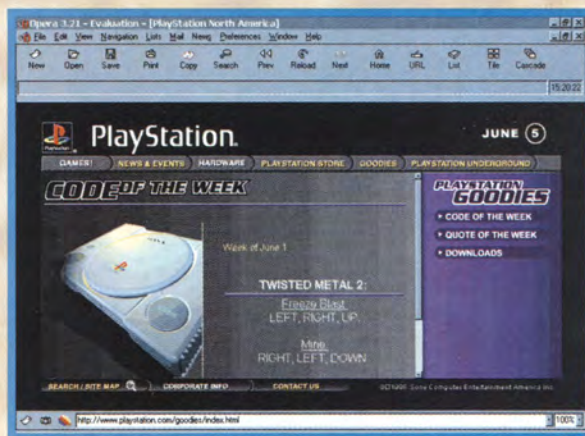 Opera 3.21 - Evaluation - [PlayStation North America]
File Edit View Navigation Lists Mail News Preferences Window Help
New Open Save Print Copy Search Prev Reload Next Home URL List Tile Cascade
15:20:22
PlayStation
PlayStation.
JUNE 5
GAMES! NEWS & EVENTS HARDWARE PLAYSTATION STORE GOODIES PLAYSTATION UNDERGROUND
CODE OF THE WEEK
Week of June 1
TWISTED METAL 2:
Freeze Blast
LEFT, RIGHT, UP
Mine
RIGHT, LEFT, DOWN
PLAYSTATION
GOODIES
CODE OF THE WEEK
QUOTE OF THE WEEK
DOWNLOADS
SEARCH / SITE MAP CORPORATE INFO CONTACT US Sony Computer Entertainment America Inc.
http://www.playstation.com/goodies/index.html
100%